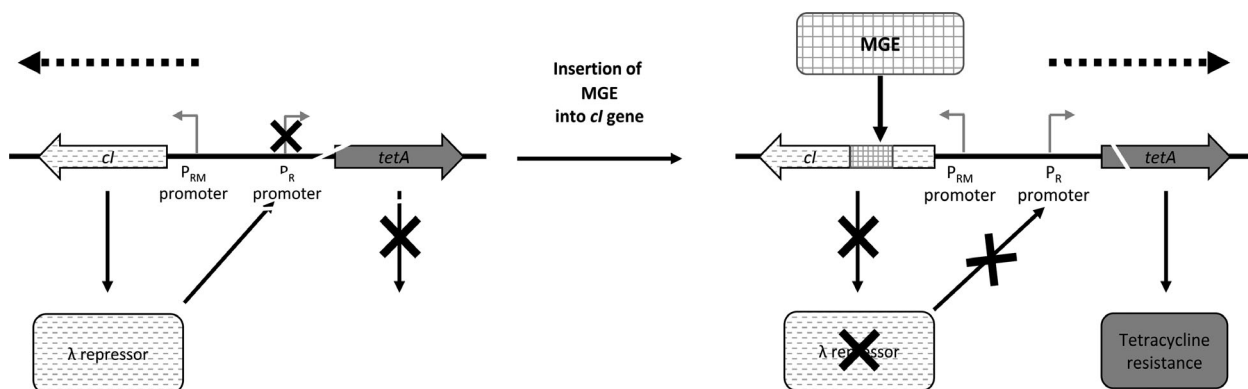 MGE
Insertion of
MGE
into cI gene
cI
tetA
P_RM
promoter
P_R
promoter
cI
P_RM
promoter
P_R
promoter
tetA
λ repressor
λ repressor
Tetracycline
resistance